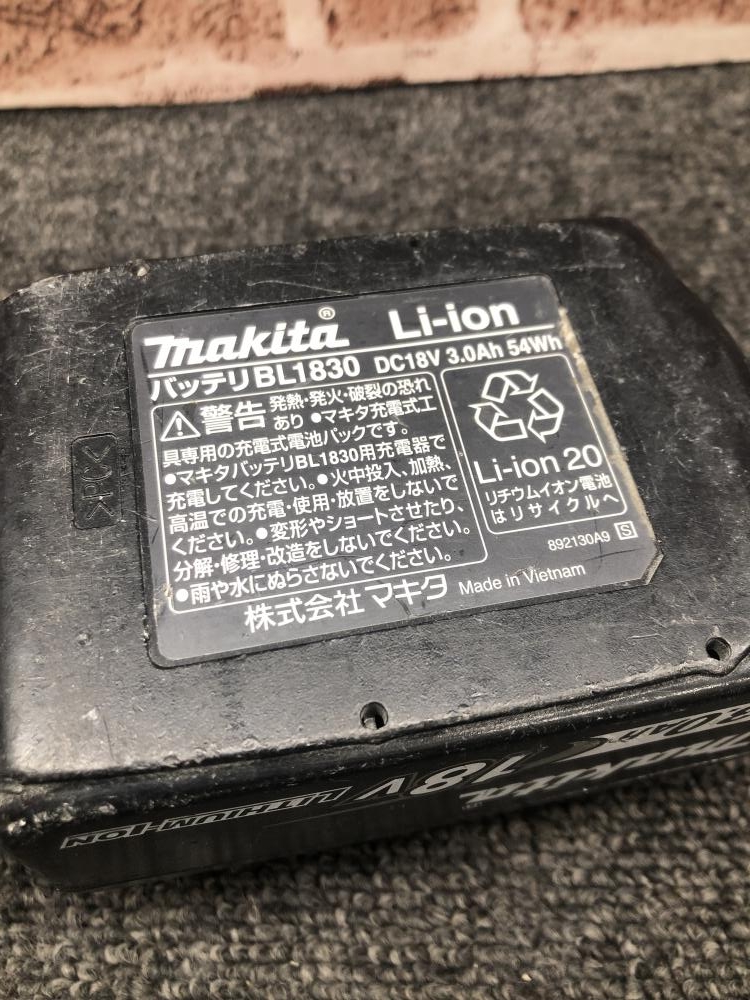 makita® Li-ion
バッテリBL1830 DC18V 3.0Ah 54Wh
警告 発熱・発火・破裂の恐れ
あり ●マキタ充電式工
具専用の充電式電池パックです。
●マキタバッテリBL1830用充電器で
充電してください。●火中投入、加熱、
高温での充電・使用・放置をしないで
ください。●変形やショートさせたり、
分解・修理・改造をしないでください。
●雨や水にぬらさないでください。
Li-ion 20
リチウムイオン電池
はリサイクルへ
892130A9 S
株式会社マキタ Made in Vietnam
makita
18V LITHIUM-ION